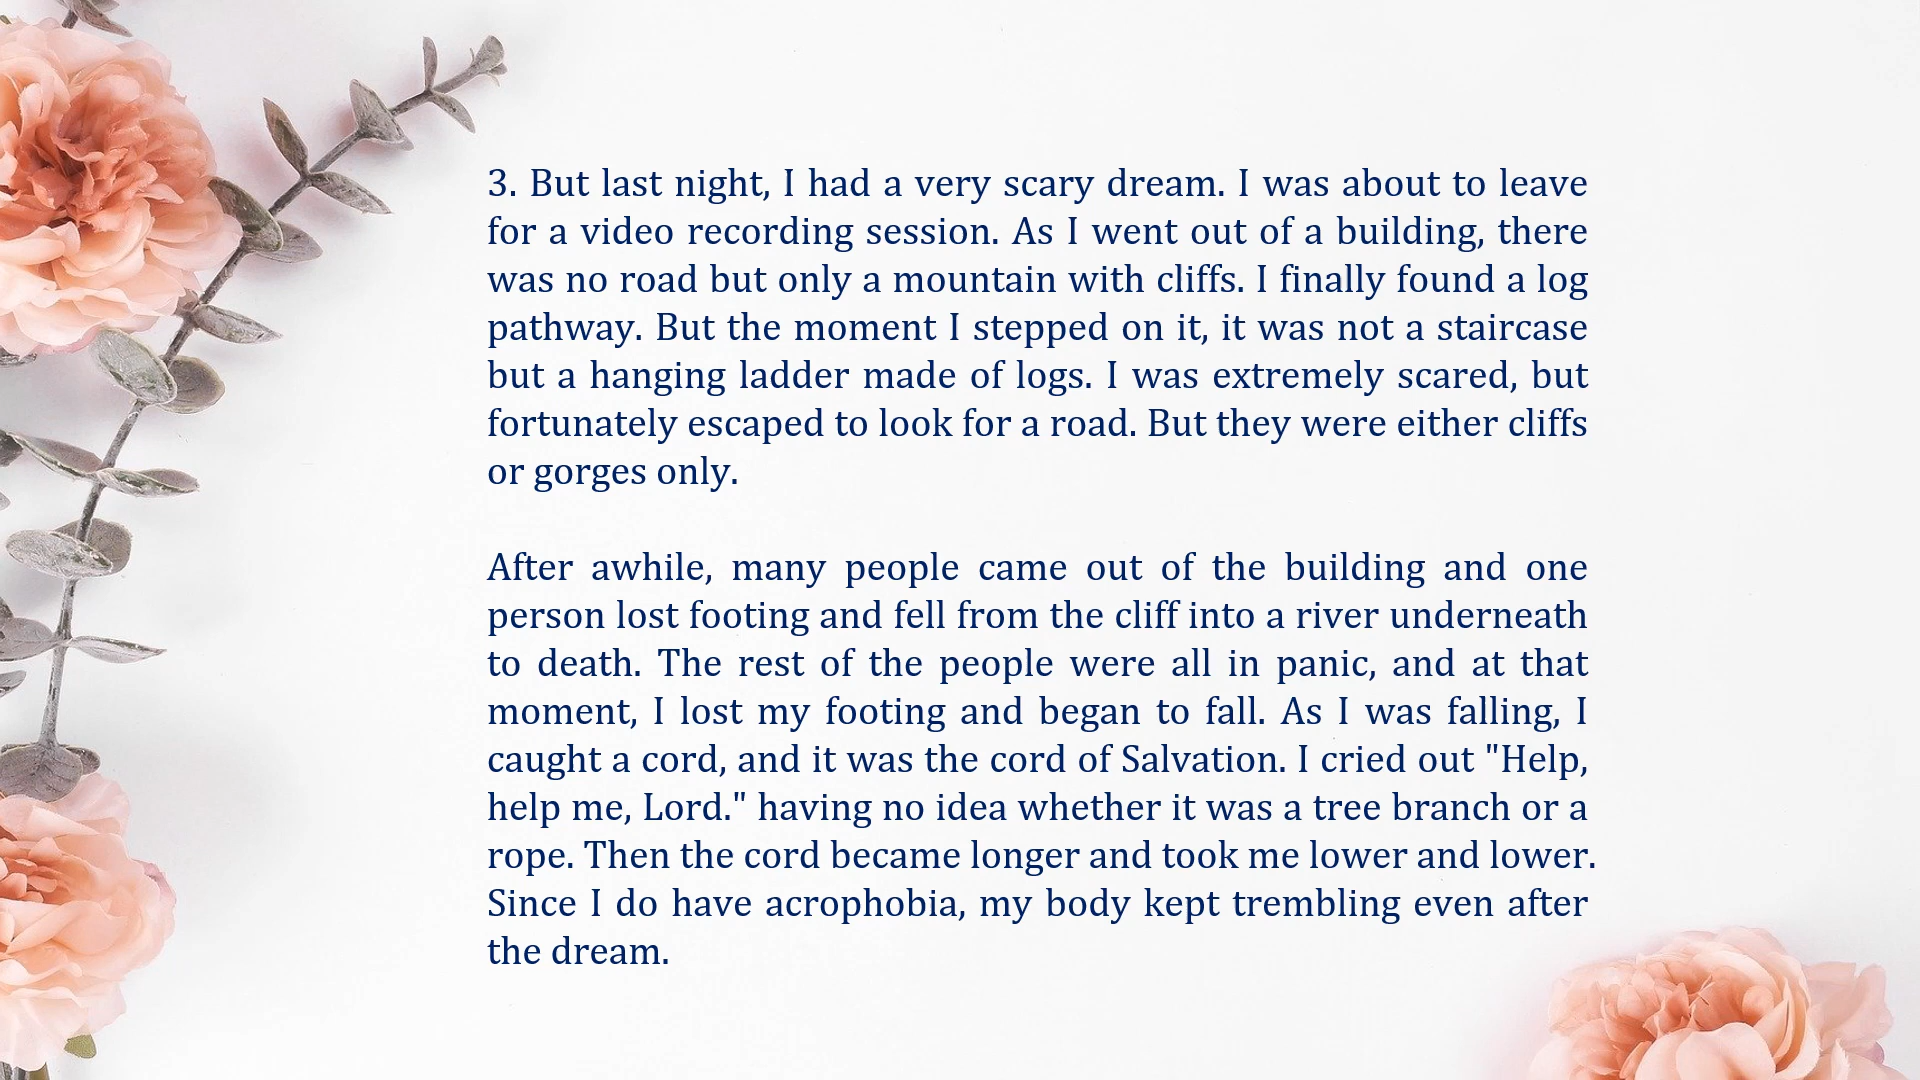 3. But last night, I had a very scary dream. I was about to leave
for a video recording session. As I went out of a building, there
was no road but only a mountain with cliffs. I finally found a log
pathway. But the moment I stepped on it, it was not a staircase
but a hanging ladder made of logs. I was extremely scared, but
fortunately escaped to look for a road. But they were either cliffs
or gorges only.
After awhile, many people came out of the building and one
person lost footing and fell from the cliff into a river underneath
to death. The rest of the people were all in panic, and at that
moment, I lost my footing and began to fall. As I was falling, I
caught a cord, and it was the cord of Salvation. I cried out "Help,
help me, Lord." having no idea whether it was a tree branch or a
rope. Then the cord became longer and took me lower and lower.
Since I do have acrophobia, my body kept trembling even after
the dream.